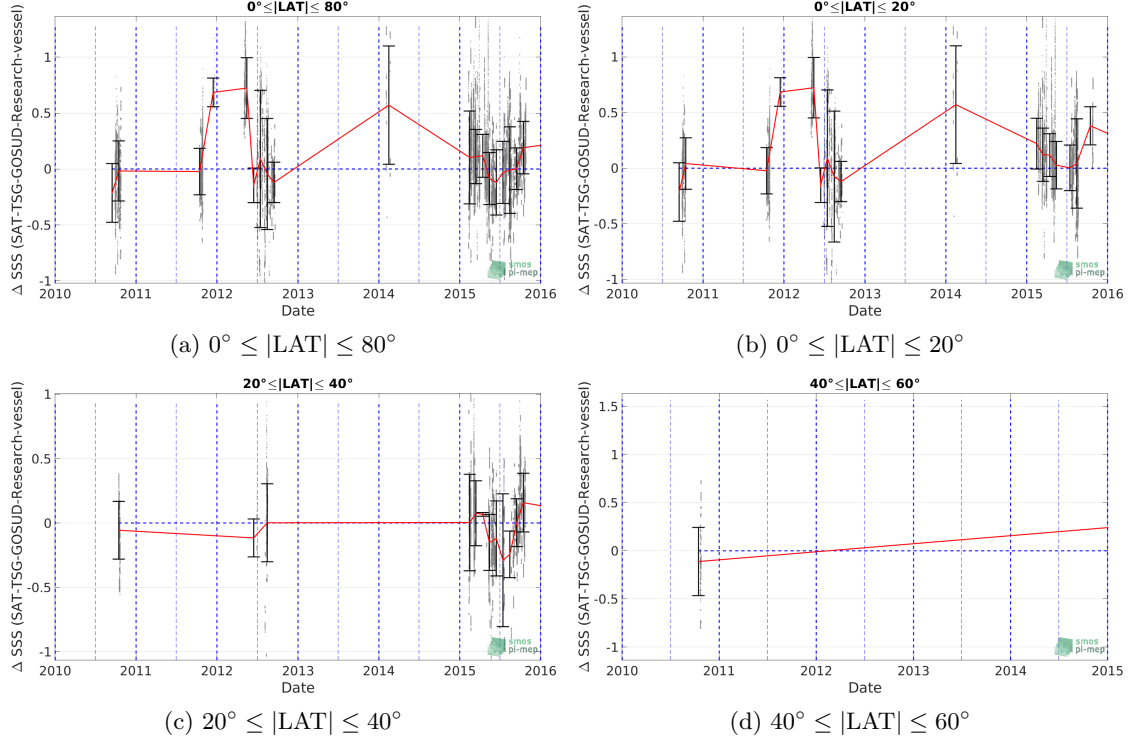 0°≤|LAT|≤ 80°
Δ SSS (SAT-TSG-GOSUD-Research-vessel)
1
0.5
0
-0.5
-1
2010 2011 2012 2013 2014 2015 2016
Date
smos
pi-mep
(a) 0° ≤ |LAT| ≤ 80°
0°≤|LAT|≤ 20°
Δ SSS (SAT-TSG-GOSUD-Research-vessel)
1
0.5
0
-0.5
-1
2010 2011 2012 2013 2014 2015 2016
Date
smos
pi-mep
(b) 0° ≤ |LAT| ≤ 20°
20°≤|LAT|≤ 40°
Δ SSS (SAT-TSG-GOSUD-Research-vessel)
1
0.5
0
-0.5
-1
2010 2011 2012 2013 2014 2015 2016
Date
smos
pi-mep
(c) 20° ≤ |LAT| ≤ 40°
40°≤|LAT|≤ 60°
Δ SSS (SAT-TSG-GOSUD-Research-vessel)
1.5
1
0.5
0
-0.5
-1
2010 2011 2012 2013 2014 2015
Date
smos
pi-mep
(d) 40° ≤ |LAT| ≤ 60°